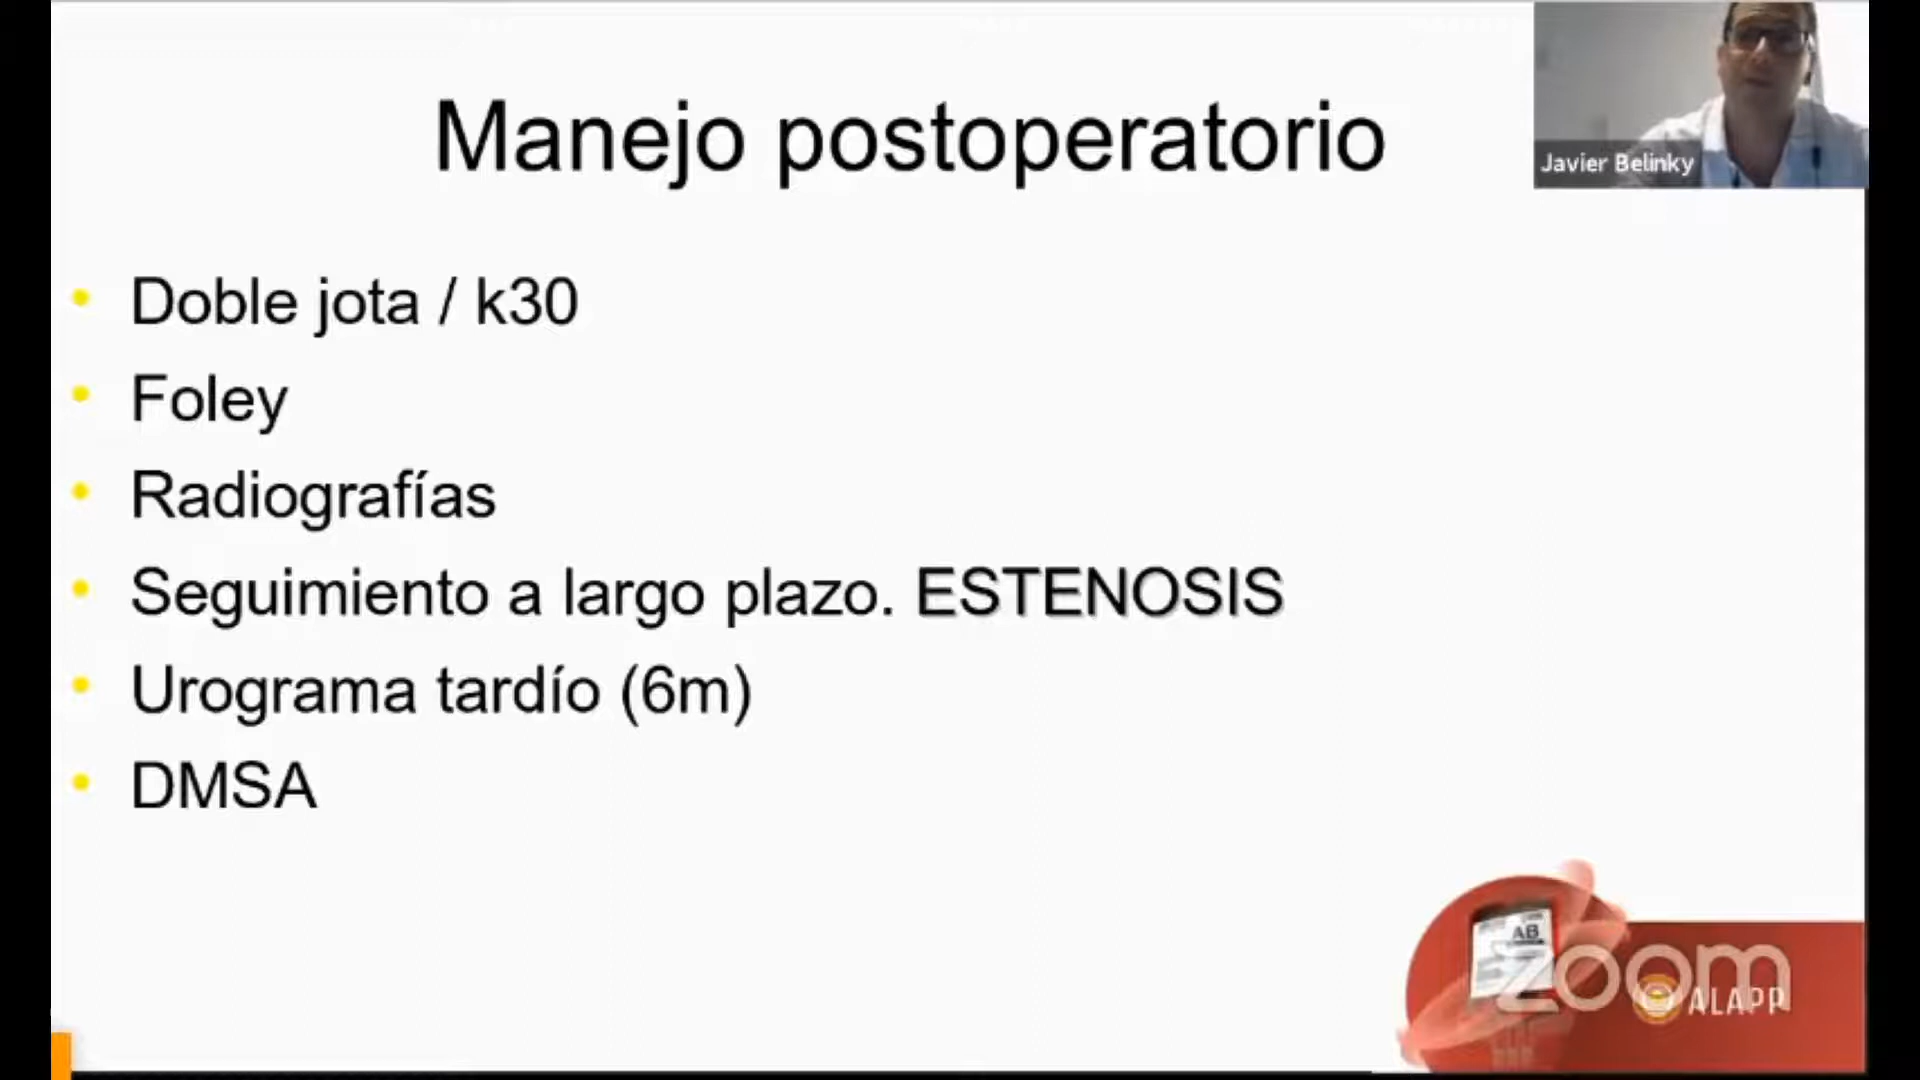 Manejo postoperatorio
Javier Belinky
• Doble jota / k30
• Foley
• Radiografías
• Seguimiento a largo plazo. ESTENOSIS
• Urograma tardío (6m)
• DMSA
AB
zoom
ALAPP